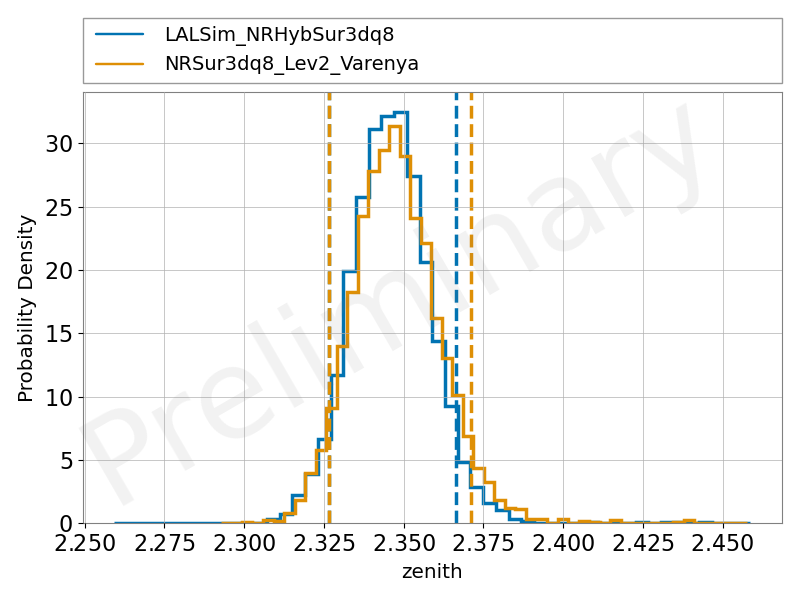 LALSim_NRHybSur3dq8
NRSur3dq8_Lev2_Varenya
Preliminary
Probability Density
30
25
20
15
10
5
0
2.250 2.275 2.300 2.325 2.350 2.375 2.400 2.425 2.450
zenith